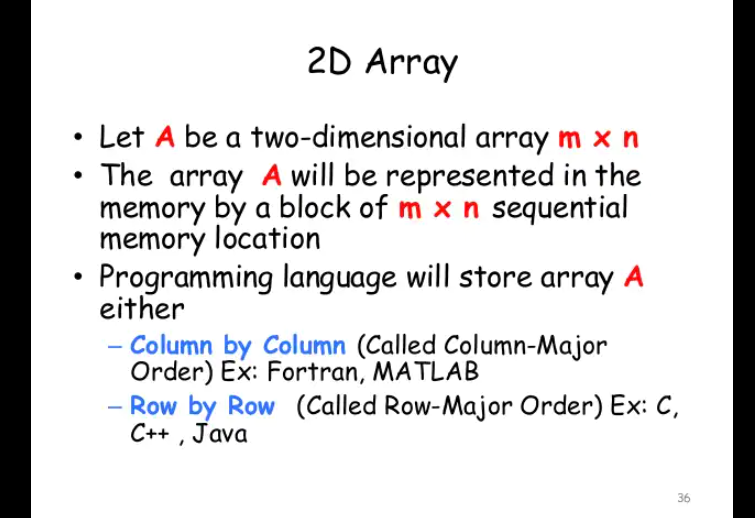 2D Array
• Let A be a two-dimensional array m x n
• The array A will be represented in the
memory by a block of m x n sequential
memory location
• Programming language will store array A
either
– Column by Column (Called Column-Major
Order) Ex: Fortran, MATLAB
– Row by Row (Called Row-Major Order) Ex: C,
C++ , Java
36